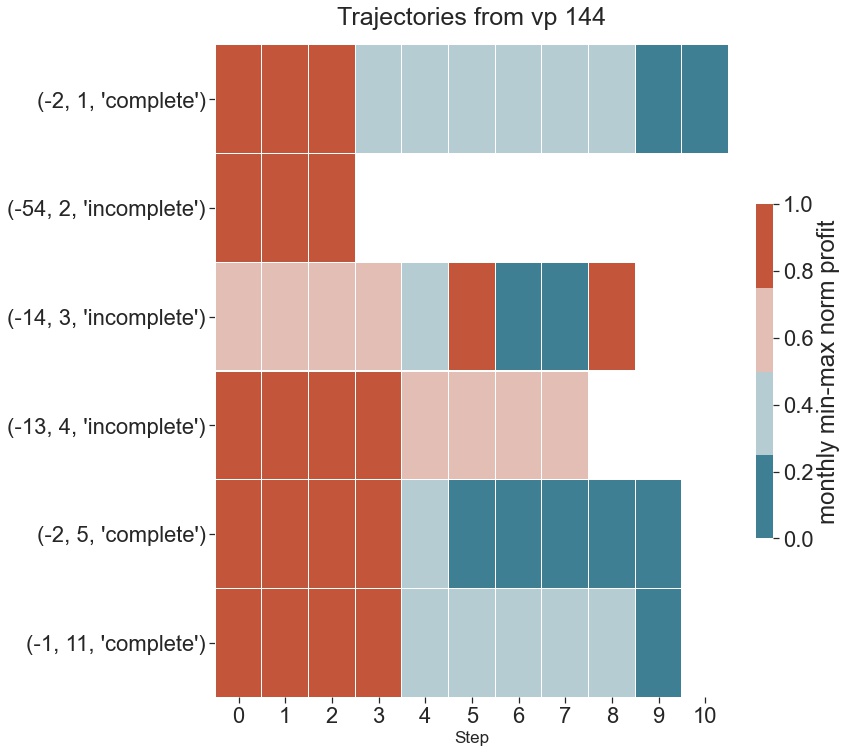 Trajectories from vp 144
(-2, 1, 'complete')
(-54, 2, 'incomplete')
(-14, 3, 'incomplete')
(-13, 4, 'incomplete')
(-2, 5, 'complete')
(-1, 11, 'complete')
0 1 2 3 4 5 6 7 8 9 10
Step
1.0
0.8
0.6
0.4
0.2
0.0
monthly min-max norm profit